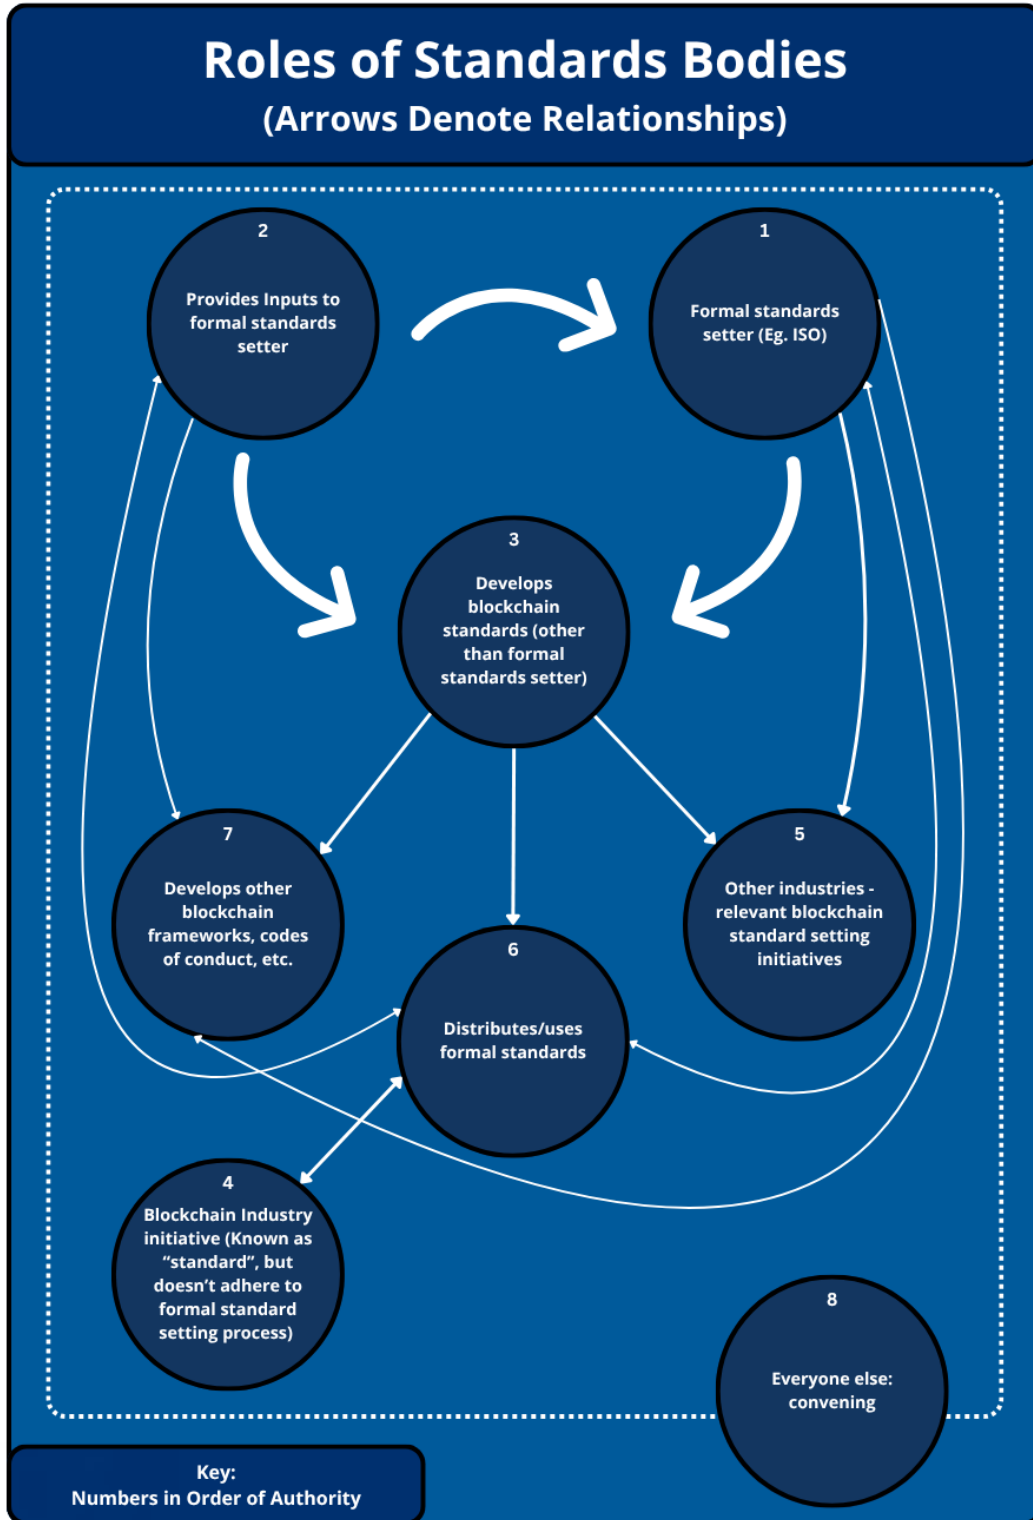 Roles of Standards Bodies
(Arrows Denote Relationships)
2
Provides Inputs to
formal standards
setter
1
Formal standards
setter (Eg. ISO)
3
Develops
blockchain
standards (other
than formal
standards setter)
7
Develops other
blockchain
frameworks, codes
of conduct, etc.
5
Other industries -
relevant blockchain
standard setting
initiatives
6
Distributes/uses
formal standards
4
Blockchain Industry
initiative (Known as
“standard”, but
doesn’t adhere to
formal standard
setting process)
8
Everyone else:
convening
Key:
Numbers in Order of Authority